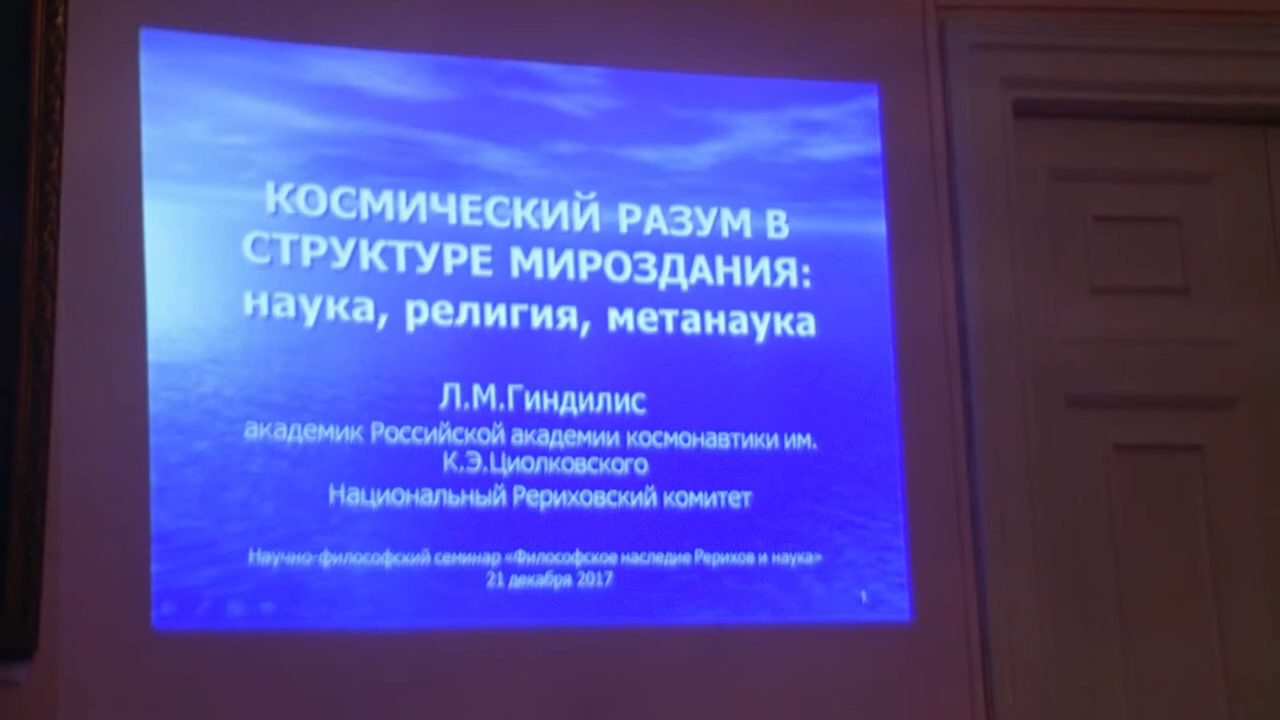 КОСМИЧЕСКИЙ РАЗУМ В
СТРУКТУРЕ МИРОЗДАНИЯ:
наука, религия, метанаука
Л.М.Гиндилис
академик Российской академии космонавтики им.
К.Э.Циолковского
Национальный Рериховский комитет
Научно-философский семинар «Философское наследие Рерихов и наука»
21 декабря 2017
1